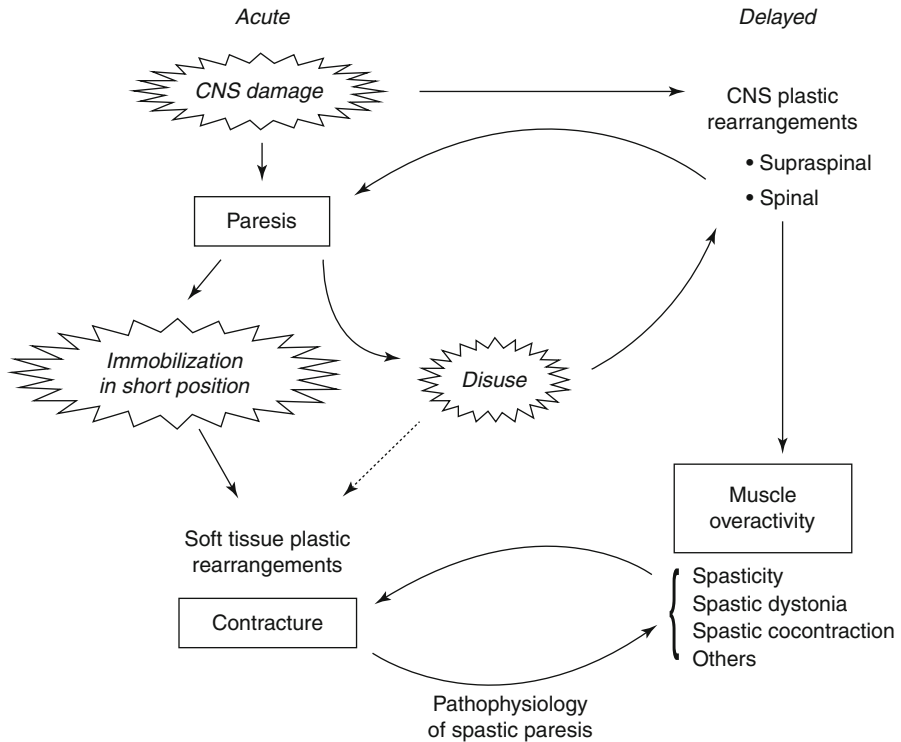 Acute
Delayed
CNS damage
CNS plastic
rearrangements
• Supraspinal
• Spinal
Paresis
Immobilization
in short position
Disuse
Muscle
overactivity
Soft tissue plastic
rearrangements
Contracture
Spasticity
Spastic dystonia
Spastic cocontraction
Others
Pathophysiology
of spastic paresis